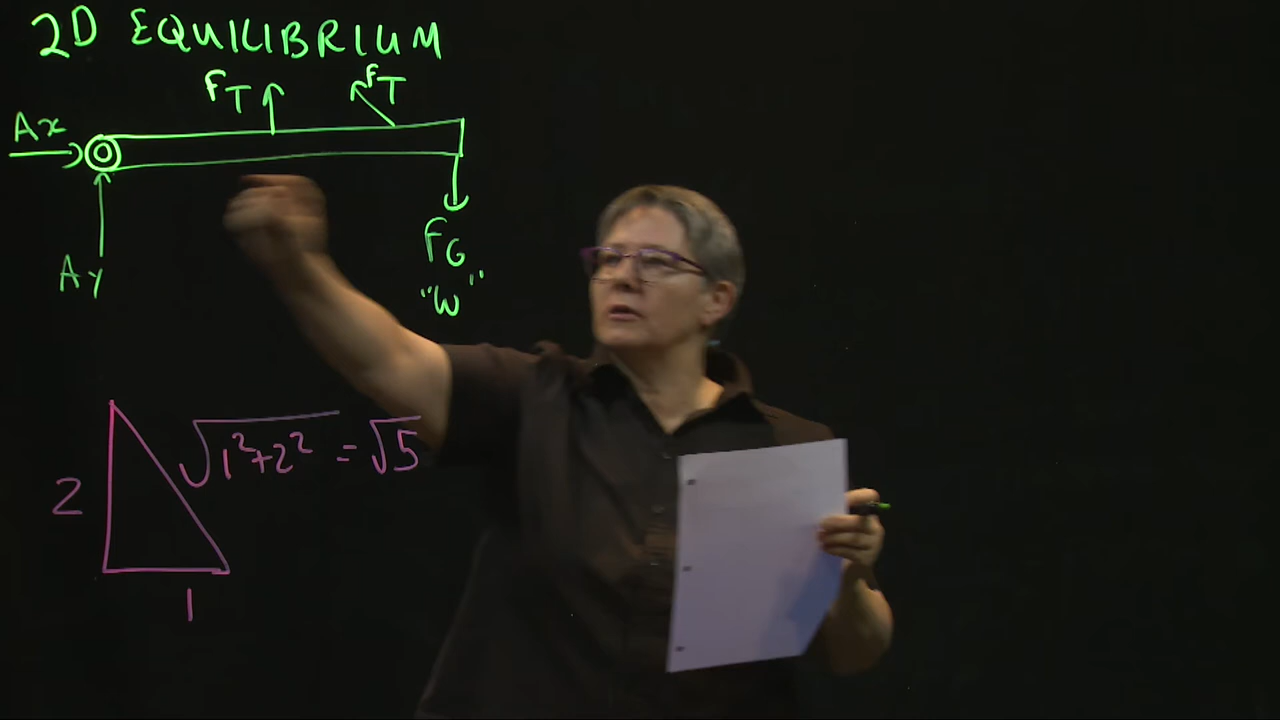 2D EQUILIBRIUM
FT
FT
Ax
Ay
FG
"W"
2
√1²+2² = √5
1